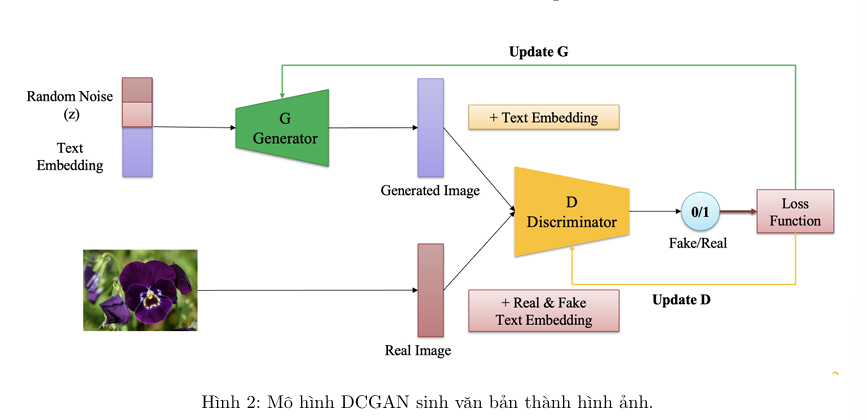 Update G
Random Noise
(z)
Text
Embedding
G
Generator
Generated Image
+ Text Embedding
D
Discriminator
0/1
Fake/Real
Loss
Function
Update D
+ Real & Fake
Text Embedding
Real Image
Hình 2: Mô hình DCGAN sinh văn bản thành hình ảnh.